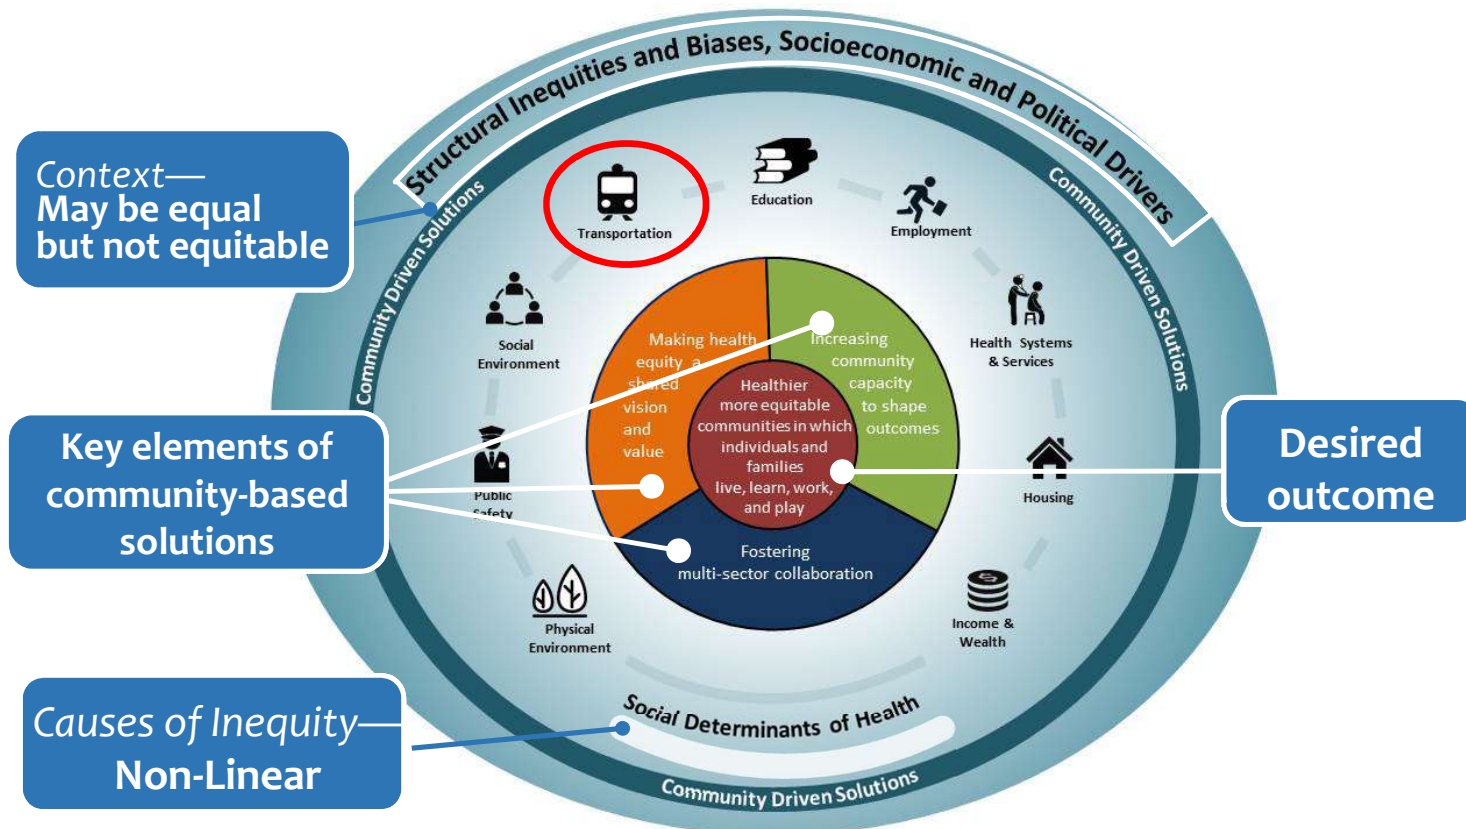 Structural Inequities and Biases, Socioeconomic and Political Drivers
Context—
May be equal
but not equitable
Community Driven Solutions
Community Driven Solutions
Education
Transportation
Employment
Social
Environment
Health Systems
& Services
Making health
equity a
shared
vision
and
value
Increasing
community
capacity
to shape
outcomes
Healthier
more equitable
communities in which
individuals and
families
live, learn, work,
and play
Key elements of
community-based
solutions
Desired
outcome
Public
Safety
Housing
Fostering
multi-sector collaboration
Physical
Environment
Income &
Wealth
Social Determinants of Health
Causes of Inequity—
Non-Linear
Community Driven Solutions